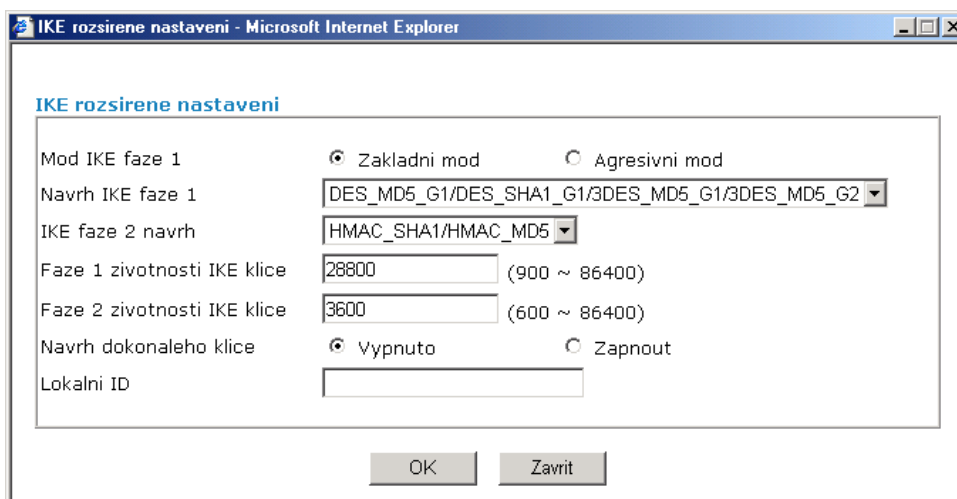 IKE rozsirene nastaveni - Microsoft Internet Explorer
IKE rozsirene nastaveni
Mod IKE faze 1 Zakladni mod Agresivni mod
Navrh IKE faze 1 DES_MD5_G1/DES_SHA1_G1/3DES_MD5_G1/3DES_MD5_G2
IKE faze 2 navrh HMAC_SHA1/HMAC_MD5
Faze 1 zivotnosti IKE klice 28800 (900 ~ 86400)
Faze 2 zivotnosti IKE klice 3600 (600 ~ 86400)
Navrh dokonaleho klice Vypnuto Zapnout
Lokalni ID
OK Zavrit